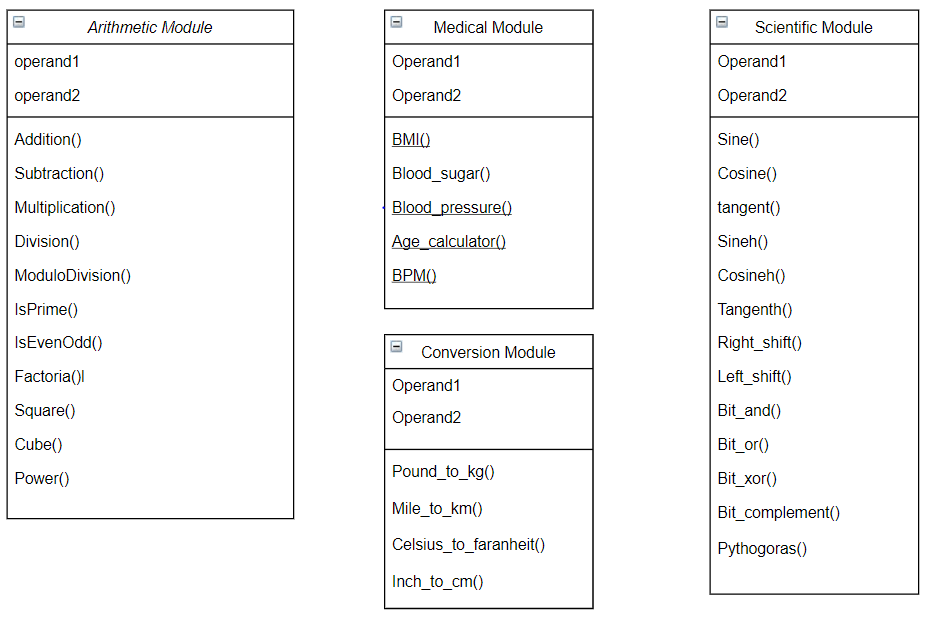 Arithmetic Module
operand1
operand2
Addition()
Subtraction()
Multiplication()
Division()
ModuloDivision()
IsPrime()
IsEvenOdd()
Factoria()l
Square()
Cube()
Power()
Medical Module
Operand1
Operand2
BMI()
Blood_sugar()
Blood_pressure()
Age_calculator()
BPM()
Conversion Module
Operand1
Operand2
Pound_to_kg()
Mile_to_km()
Celsius_to_faranheit()
Inch_to_cm()
Scientific Module
Operand1
Operand2
Sine()
Cosine()
tangent()
Sineh()
Cosineh()
Tangenth()
Right_shift()
Left_shift()
Bit_and()
Bit_or()
Bit_xor()
Bit_complement()
Pythogoras()